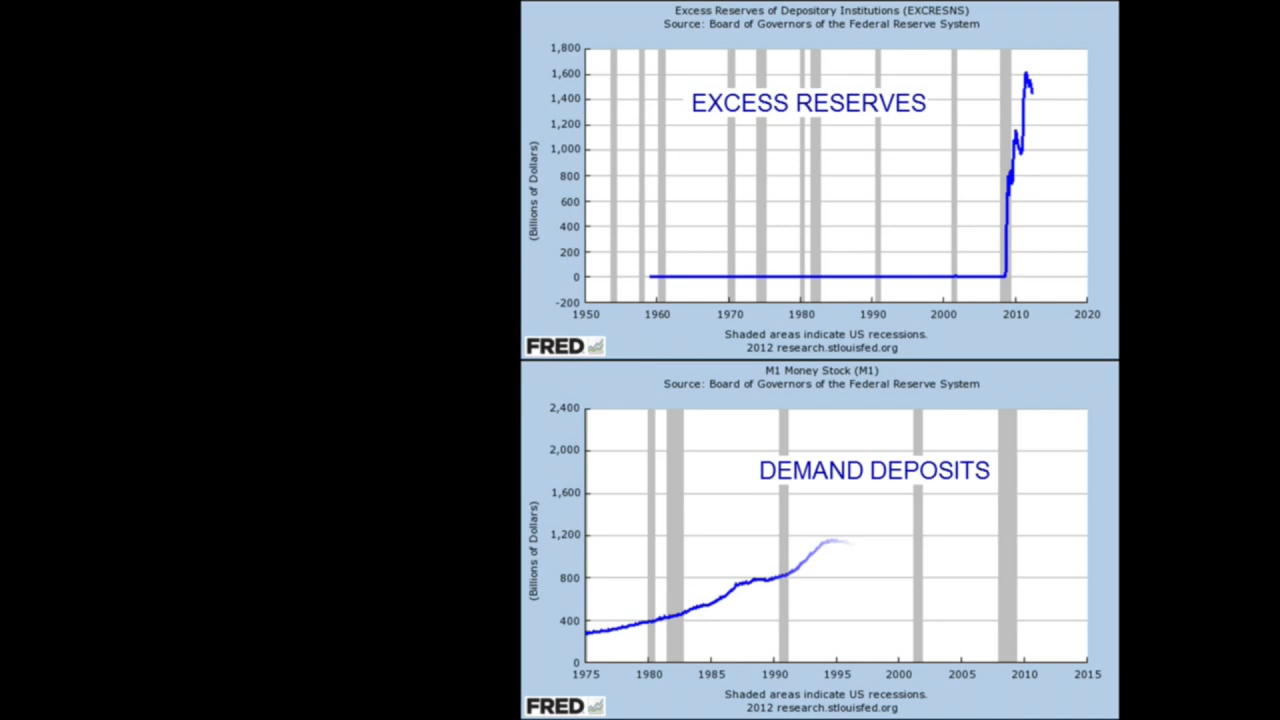 Excess Reserves of Depository Institutions (EXCRESNS)
Source: Board of Governors of the Federal Reserve System
1,800
1,600
1,400
1,200
1,000
800
600
400
200
0
-200
(Billions of Dollars)
EXCESS RESERVES
1950 1960 1970 1980 1990 2000 2010 2020
Shaded areas indicate US recessions.
2012 research.stlouisfed.org
FRED
M1 Money Stock (M1)
Source: Board of Governors of the Federal Reserve System
2,400
2,000
1,600
1,200
800
400
0
(Billions of Dollars)
DEMAND DEPOSITS
1975 1980 1985 1990 1995 2000 2005 2010 2015
Shaded areas indicate US recessions.
2012 research.stlouisfed.org
FRED